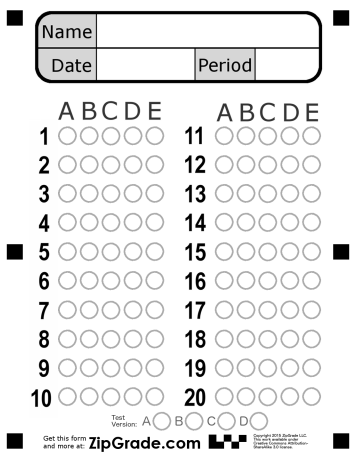 Name
Date Period
A B C D E A B C D E
1 11
2 12
3 13
4 14
5 15
6 16
7 17
8 18
9 19
10 20
Test
Version: A B C D
Get this form
and more at: ZipGrade.com
Copyright 2015 ZipGrade LLC.
This work available under
Creative Commons Attribution-
ShareAlike 3.0 license.